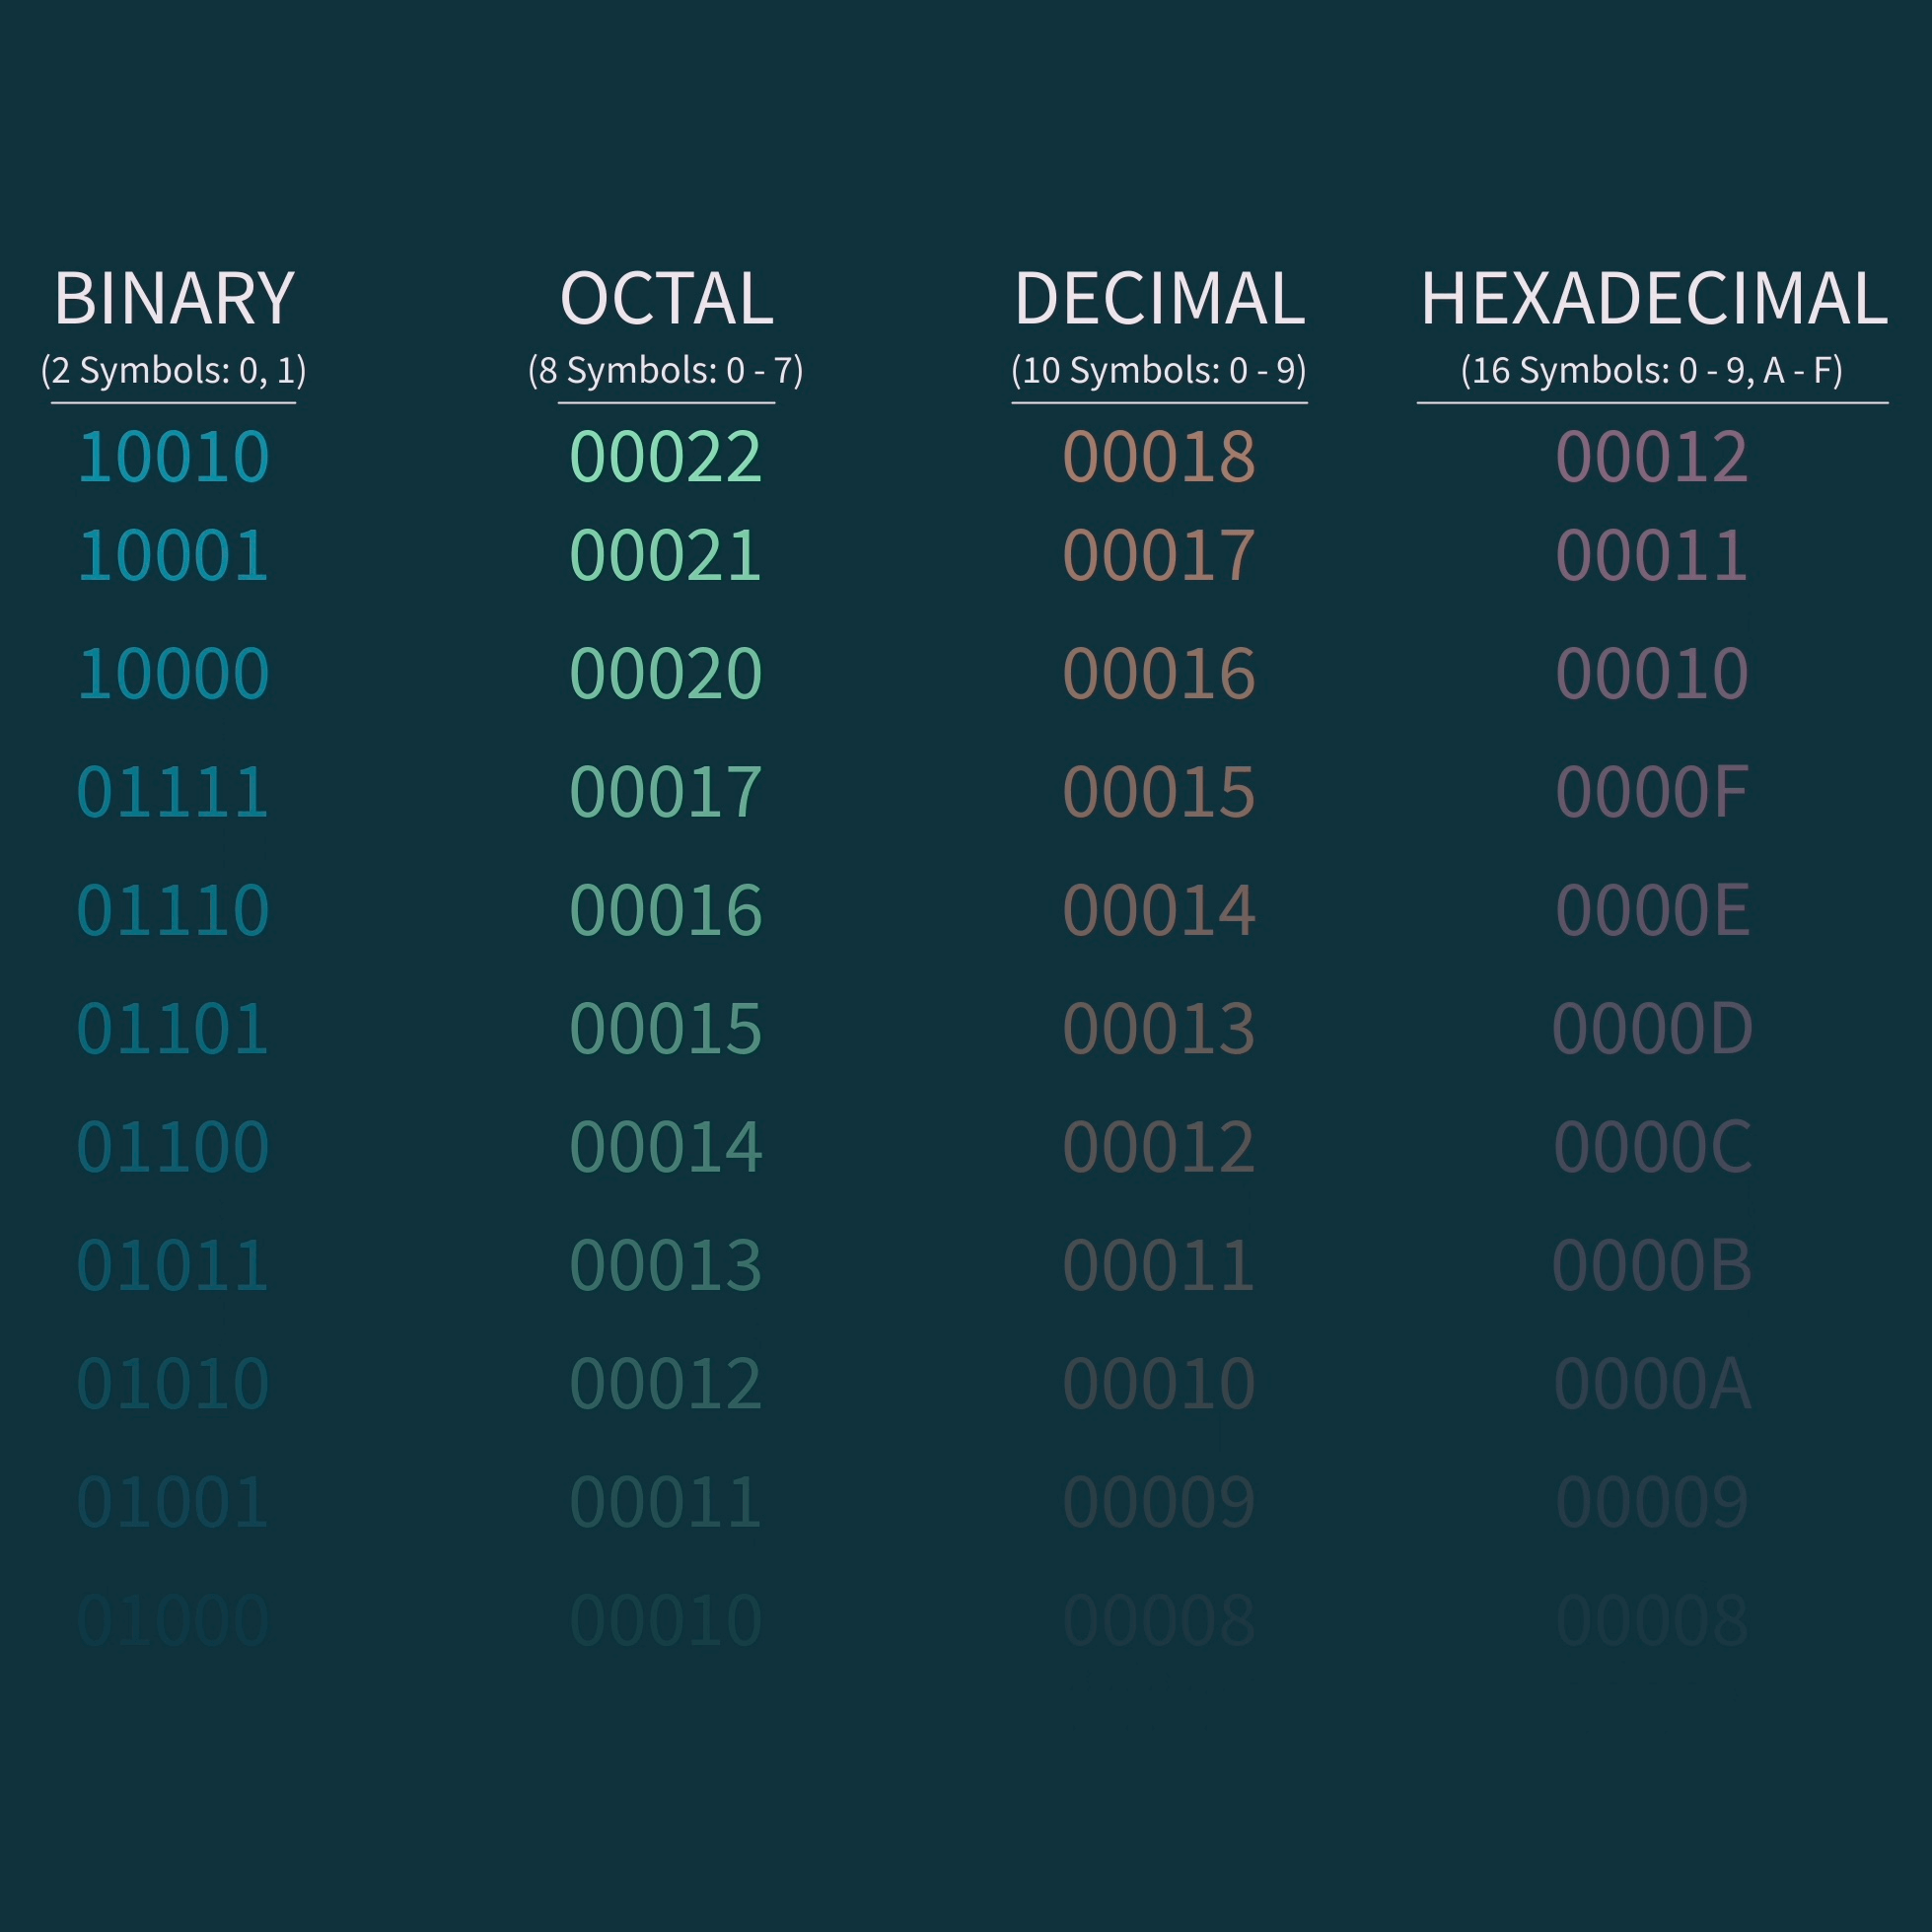 BINARY OCTAL DECIMAL HEXADECIMAL
(2 Symbols: 0, 1) (8 Symbols: 0 - 7) (10 Symbols: 0 - 9) (16 Symbols: 0 - 9, A - F)
10010 00022 00018 00012
10001 00021 00017 00011
10000 00020 00016 00010
01111 00017 00015 0000F
01110 00016 00014 0000E
01101 00015 00013 0000D
01100 00014 00012 0000C
01011 00013 00011 0000B
01010 00012 00010 0000A
01001 00011 00009 00009
01000 00010 00008 00008